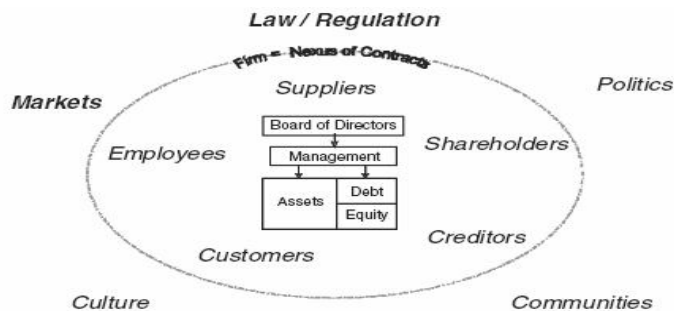 Law / Regulation
Firm = Nexus of Contracts
Suppliers
Politics
Markets
Board of Directors
Employees
Shareholders
Management
Assets
Debt
Equity
Creditors
Customers
Culture
Communities